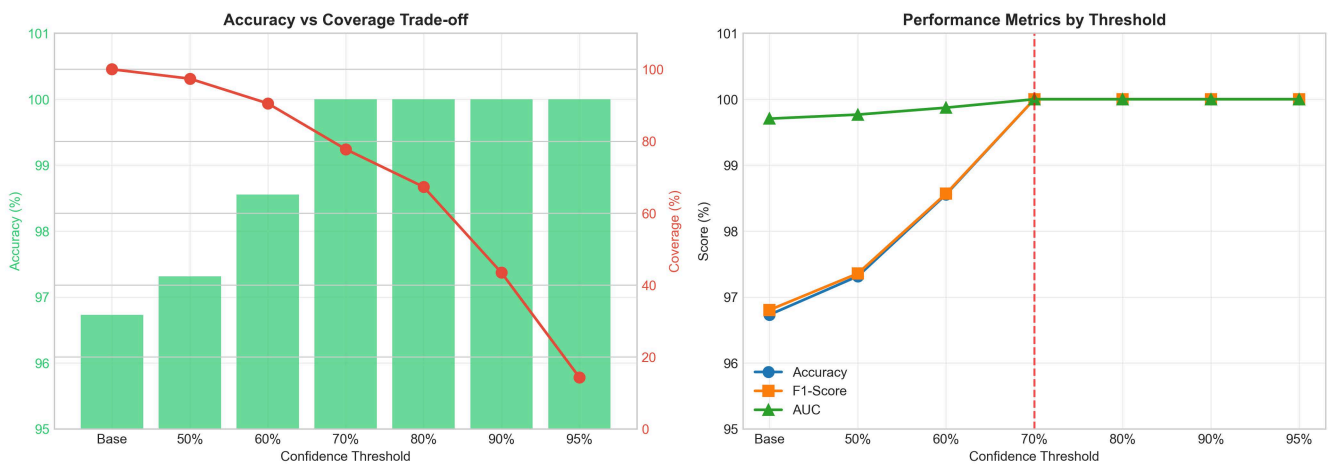 Accuracy vs Coverage Trade-off
101
100
99
98
97
96
95
Accuracy (%)
100
80
60
40
20
0
Coverage (%)
Base 50% 60% 70% 80% 90% 95%
Confidence Threshold
Performance Metrics by Threshold
101
100
99
98
97
96
95
Score (%)
Accuracy
F1-Score
AUC
Base 50% 60% 70% 80% 90% 95%
Confidence Threshold